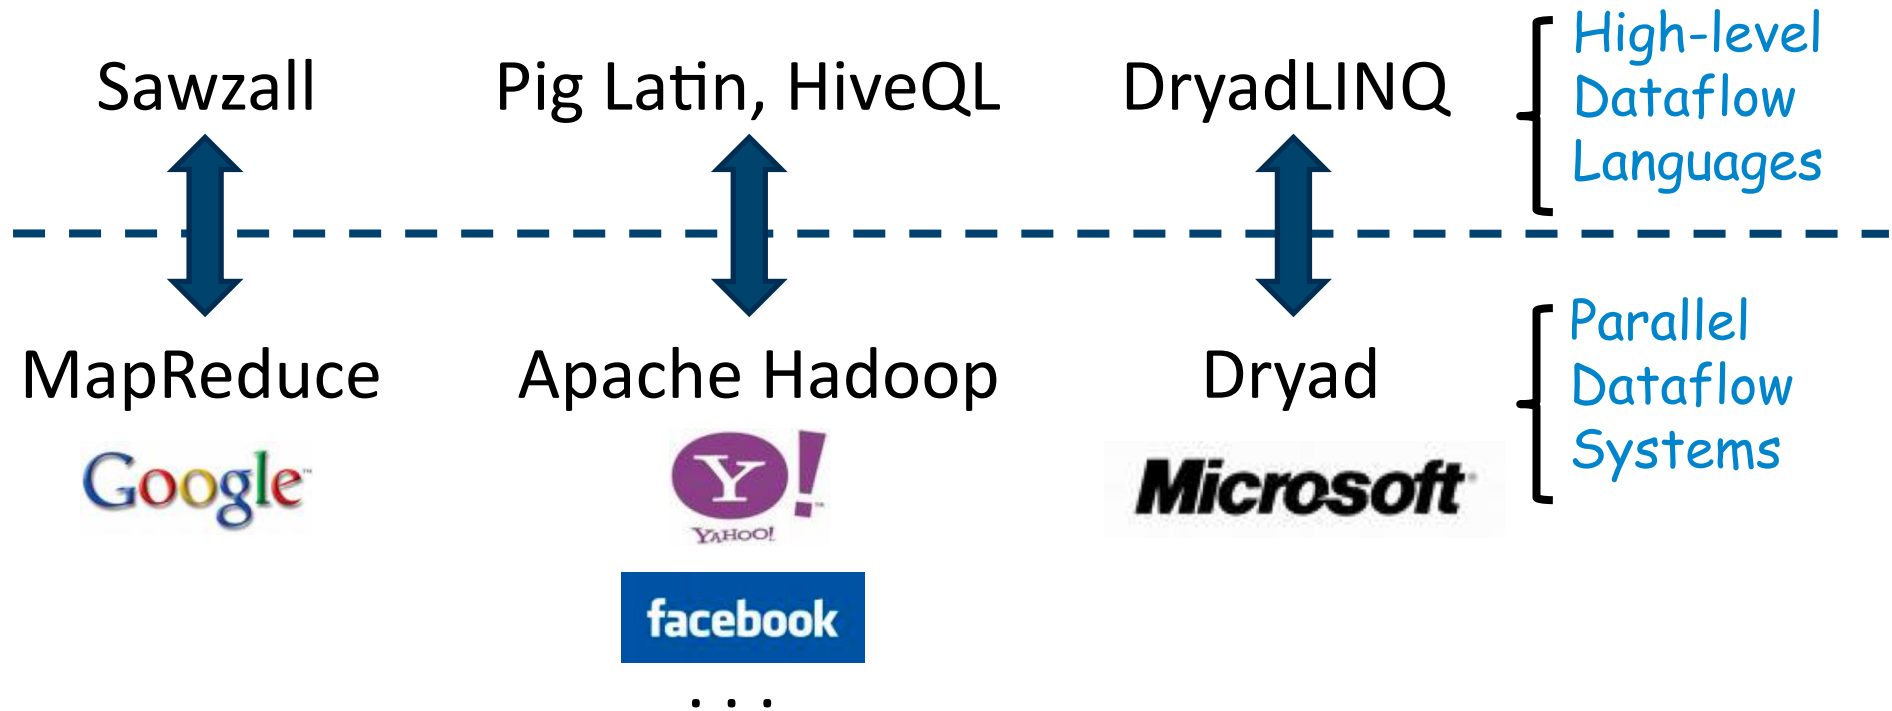 Sawzall
Pig Latin, HiveQL
DryadLINQ
High-level
Dataflow
Languages
MapReduce
Apache Hadoop
Dryad
Parallel
Dataflow
Systems
Google™
Y!
YAHOO!
Microsoft
facebook
. . .